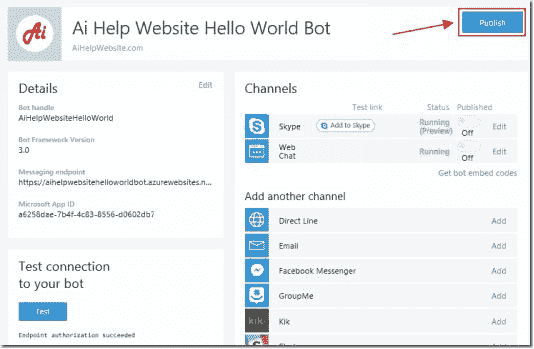 Ai
Ai Help Website Hello World Bot
AiHelpWebsite.com
Publish
Details
Edit
Bot handle
AiHelpWebsiteHelloWorld
Bot Framework Version
3.0
Messaging endpoint
https://aihelpwebsitehelloworldbot.azurewebsites.n...
Microsoft App ID
a6258dae-7b4f-4c83-8556-d0602db7
Test connection
to your bot
Test
Endpoint authorization succeeded
Channels
Test link
Status
Published
Skype
Add to Skype
Running
(Preview)
Off
Edit
Web
Chat
Running
Off
Edit
Get bot embed codes
Add another channel
Direct Line
Add
Email
Add
Facebook Messenger
Add
GroupMe
Add
kik
Kik
Add